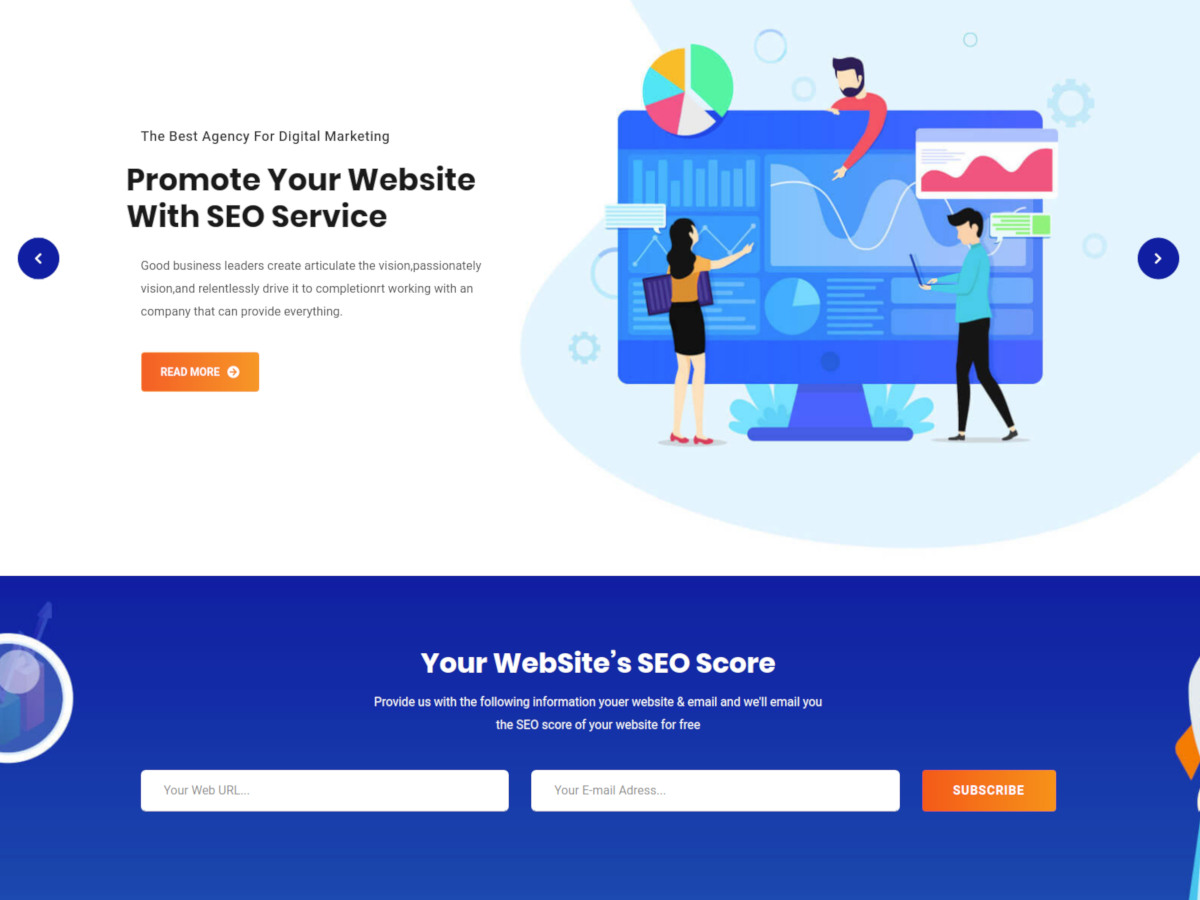 The Best Agency For Digital Marketing
Promote Your Website
With SEO Service
Good business leaders create articulate the vision,passionately
vision,and relentlessly drive it to completionrt working with an
company that can provide everything.
READ MORE
Your WebSite's SEO Score
Provide us with the following information youer website & email and we'll email you
the SEO score of your website for free
Your Web URL...
Your E-mail Adress...
SUBSCRIBE